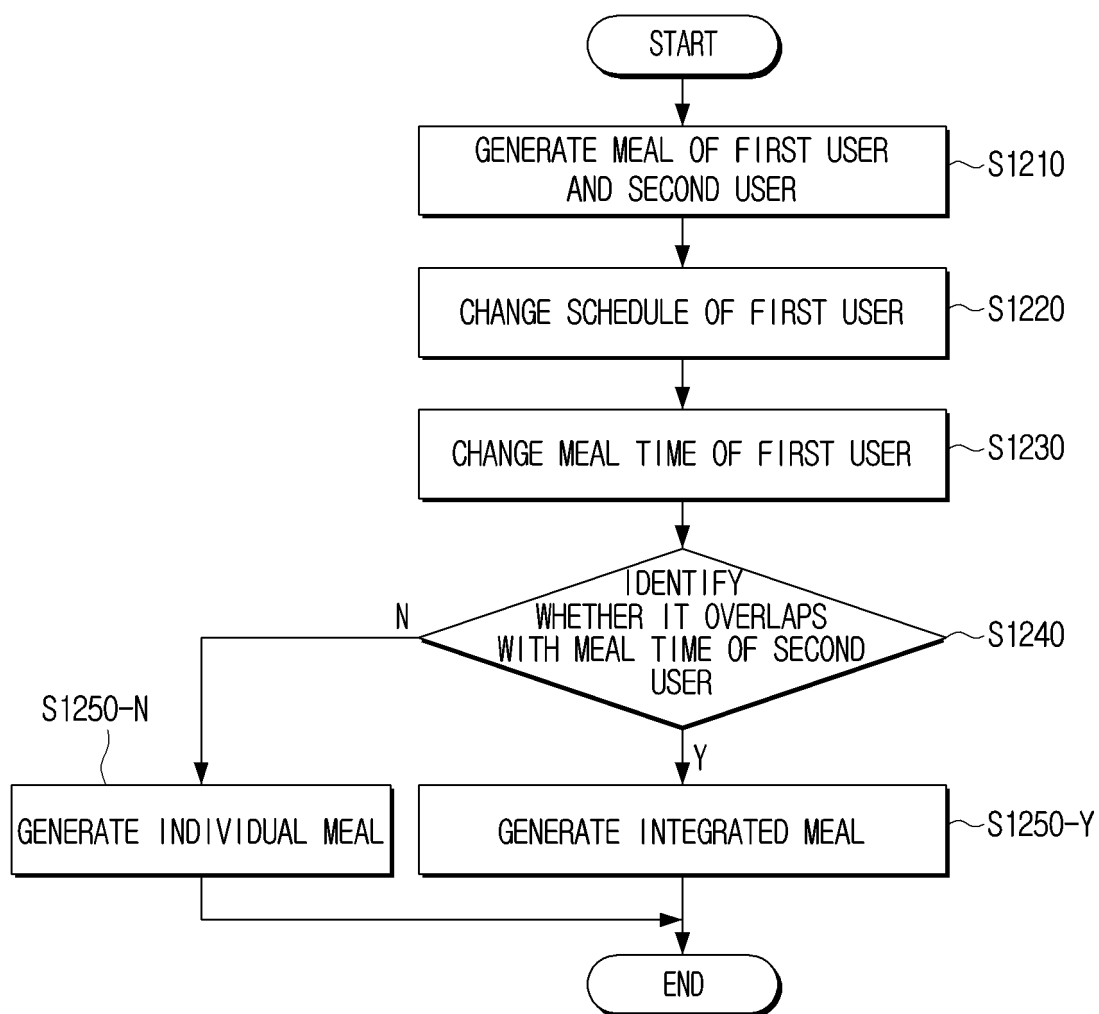 START
GENERATE MEAL OF FIRST USER
AND SECOND USER
S1210
CHANGE SCHEDULE OF FIRST USER
S1220
CHANGE MEAL TIME OF FIRST USER
S1230
IDENTIFY
WHETHER IT OVERLAPS
WITH MEAL TIME OF SECOND
USER
S1240
N
Y
S1250-N
GENERATE INDIVIDUAL MEAL
GENERATE INTEGRATED MEAL
S1250-Y
END